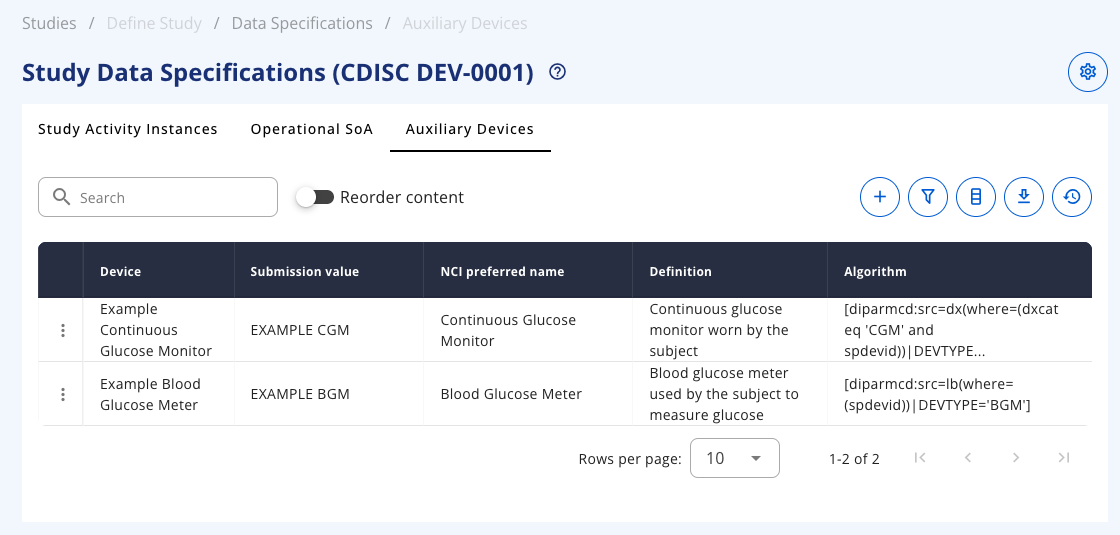 Studies / Define Study / Data Specifications / Auxiliary Devices
Study Data Specifications (CDISC DEV-0001)
Study Activity Instances Operational SoA Auxiliary Devices
Search Reorder content
Device Submission value NCI preferred name Definition Algorithm
Example
Continuous
Glucose Monitor
EXAMPLE CGM
Continuous Glucose
Monitor
Continuous glucose
monitor worn by the
subject
[diparmcd:src=dx(where=(dxcat
eq 'CGM' and
spdevid))|DEVTYPE...
Example Blood
Glucose Meter
EXAMPLE BGM
Blood Glucose Meter
Blood glucose meter
used by the subject to
measure glucose
[diparmcd:src=lb(where=
(spdevid))|DEVTYPE='BGM']
Rows per page: 10 1-2 of 2